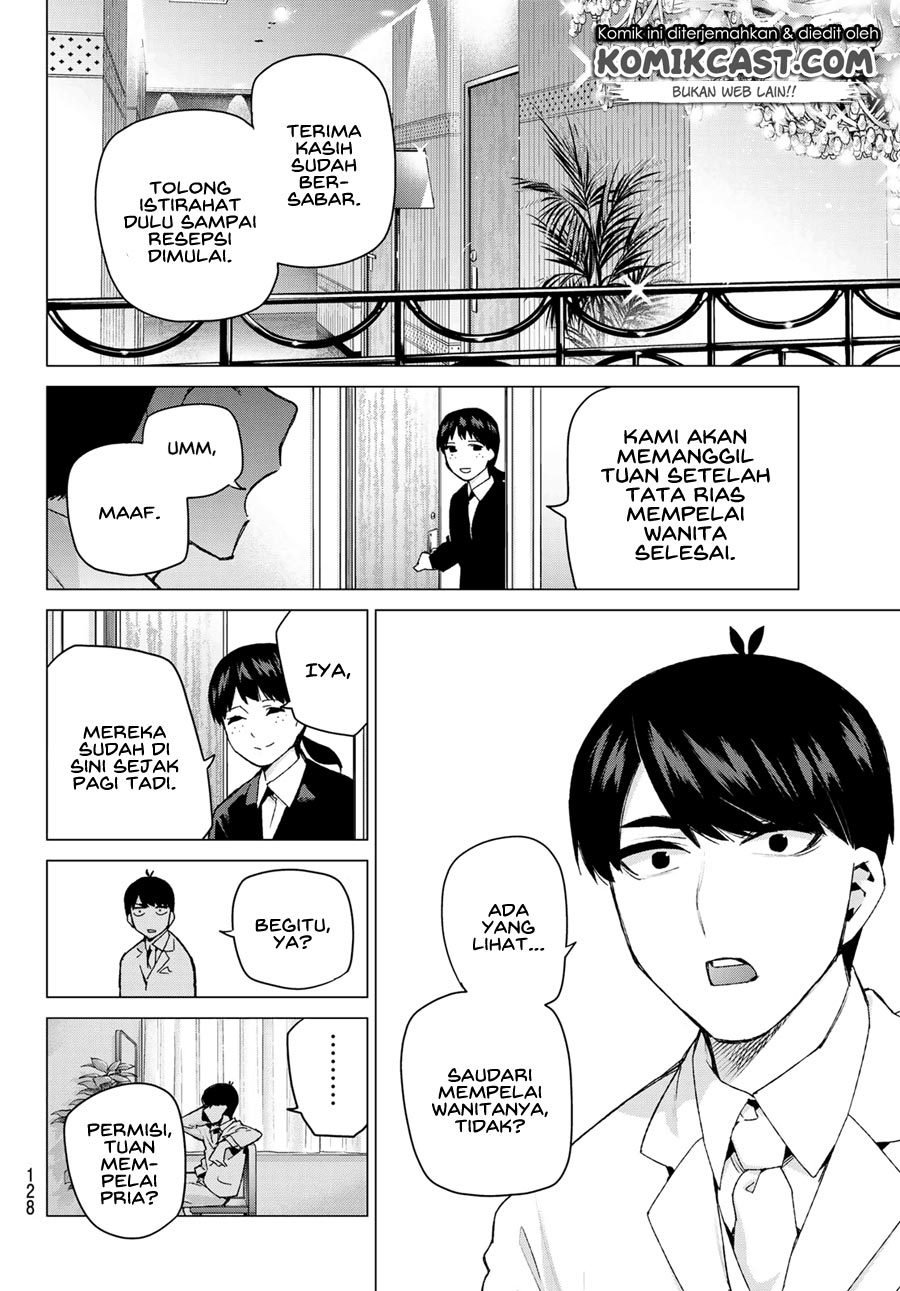 Komik ini diterjemahkan & diedit oleh
KOMIKCAST.COM
BUKAN WEB LAIN!!
TERIMA
KASIH
SUDAH
BER-
SABAR.
TOLONG
ISTIRAHAT
DULU SAMPAI
RESEPSI
DIMULAI.
KAMI AKAN
MEMANGGIL
TUAN SETELAH
TATA RIAS
MEMPELAI
WANITA
SELESAI.
UMM,
MAAF.
ADA
YANG
LIHAT...
SAUDARI
MEMPELAI
WANITANYA,
TIDAK?
IYA,
MEREKA
SUDAH DI
SINI SEJAK
PAGI TADI.
BEGITU,
YA?
........
PERMISI,
TUAN
MEM-
PELAI
PRIA?
128